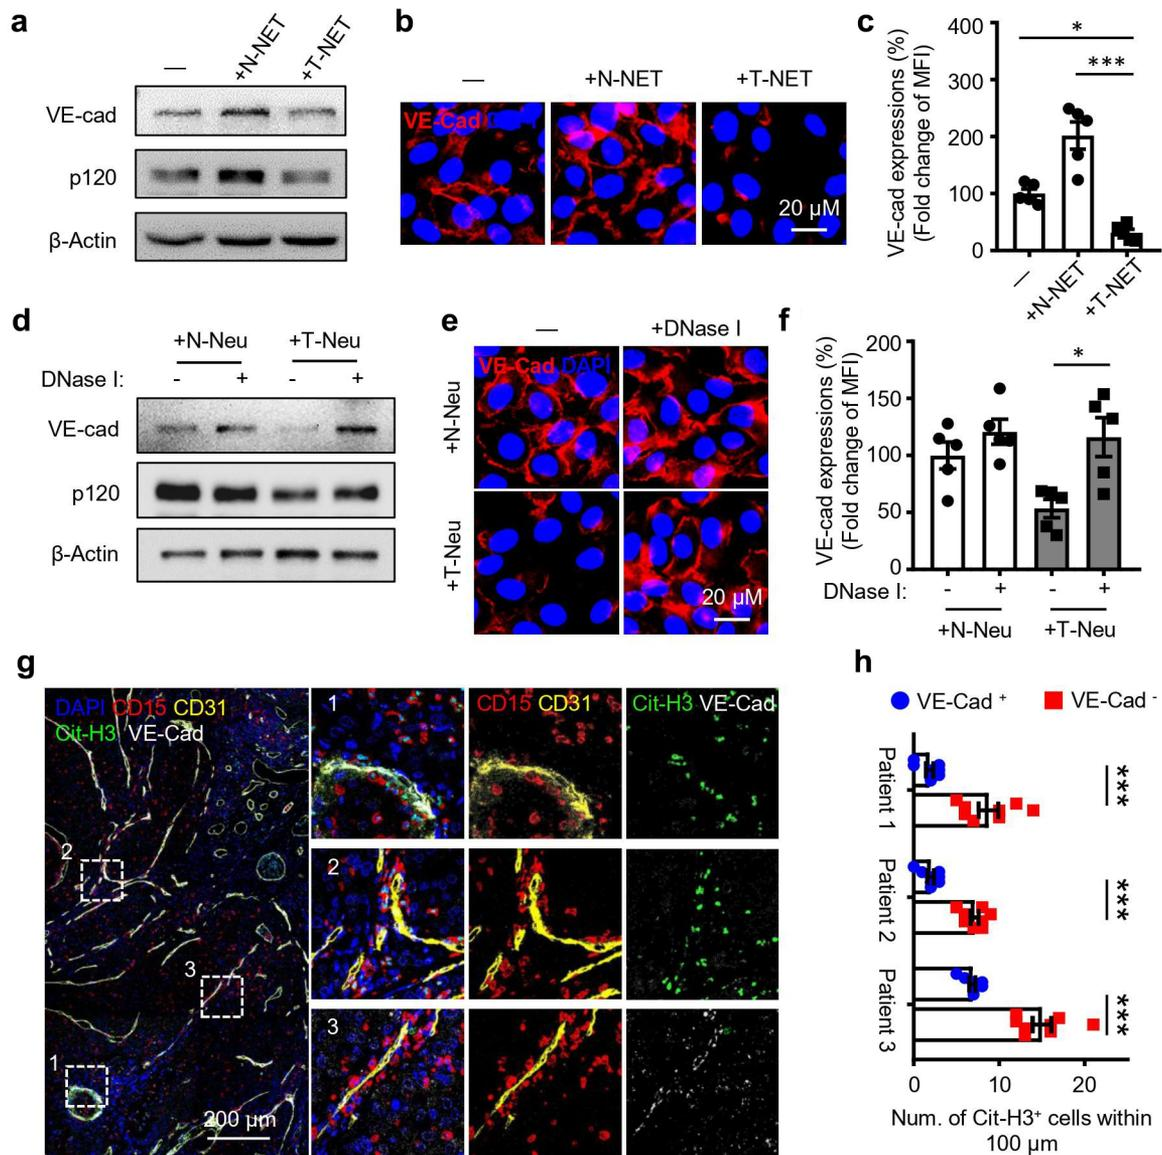 a
—
+N-NET
+T-NET
VE-cad
p120
β-Actin
b
—
+N-NET
+T-NET
VE-Cad
20 μM
c
VE-cad expressions (%)
(Fold change of MFI)
400
300
200
100
0
*
***
—
+N-NET
+T-NET
d
+N-Neu
+T-Neu
DNase I:
-
+
-
+
VE-cad
p120
β-Actin
e
—
+DNase I
VE-Cad DAPI
+N-Neu
+T-Neu
20 μM
f
VE-cad expressions (%)
(Fold change of MFI)
200
150
100
50
0
*
DNase I:
-
+
-
+
+N-Neu
+T-Neu
g
DAPI CD15 CD31
Cit-H3 VE-Cad
2
3
1
200 μm
1
CD15 CD31
Cit-H3 VE-Cad
2
3
h
VE-Cad +
VE-Cad -
Patient 1
***
Patient 2
***
Patient 3
***
0
10
20
Num. of Cit-H3+ cells within
100 μm